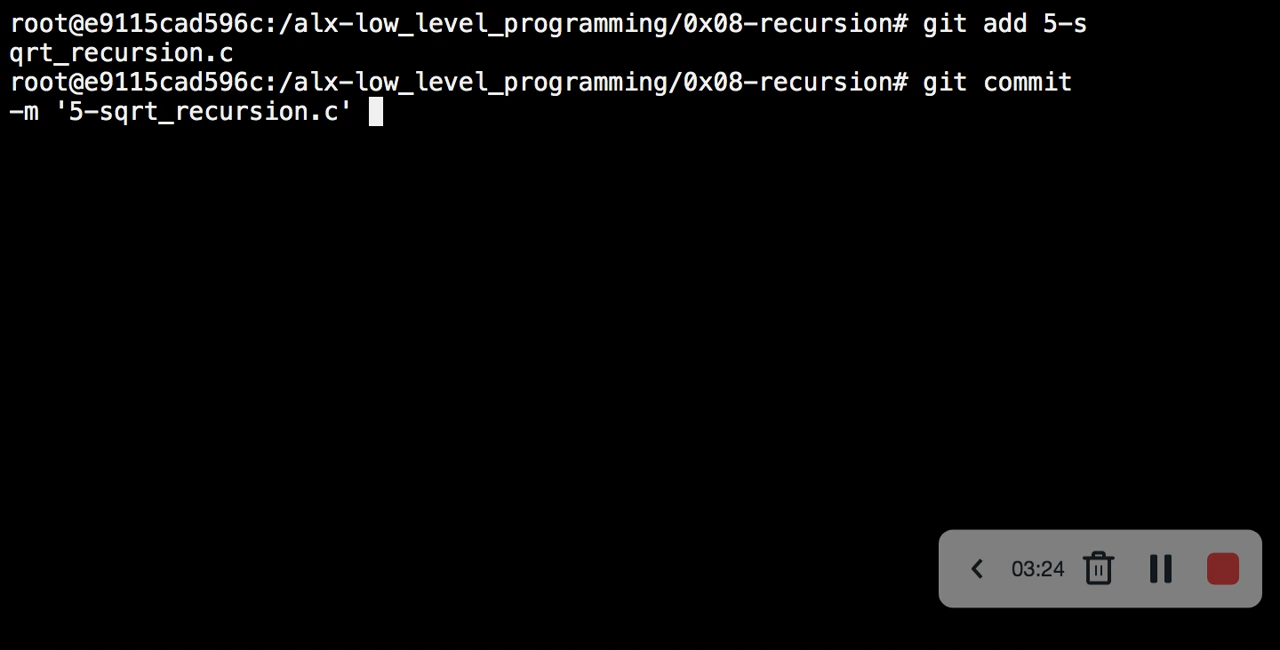 root@e9115cad596c:/alx-low_level_programming/0x08-recursion# git add 5-s
qrt_recursion.c
root@e9115cad596c:/alx-low_level_programming/0x08-recursion# git commit
-m '5-sqrt_recursion.c'
03:24